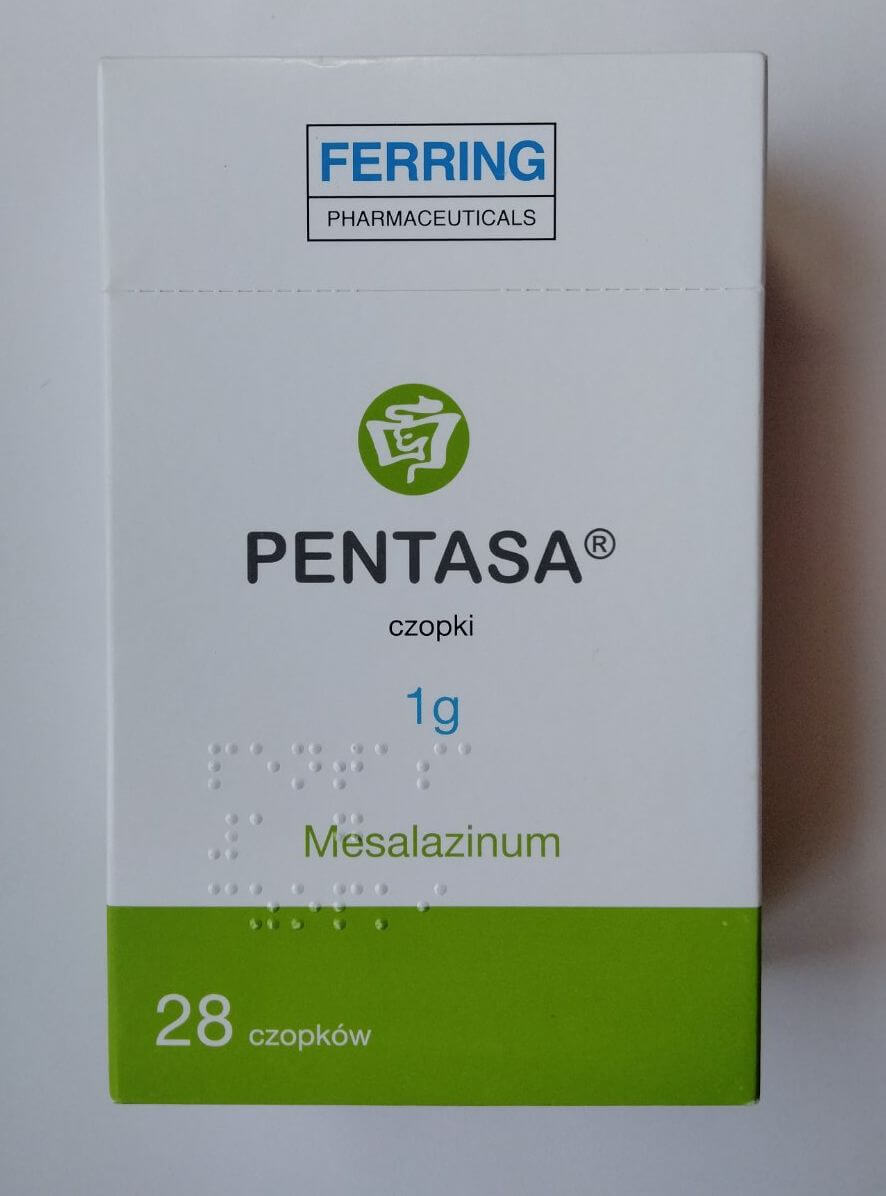 FERRING
PHARMACEUTICALS
PENTASA®
czopki
1g
Mesalazinum
28 czopków